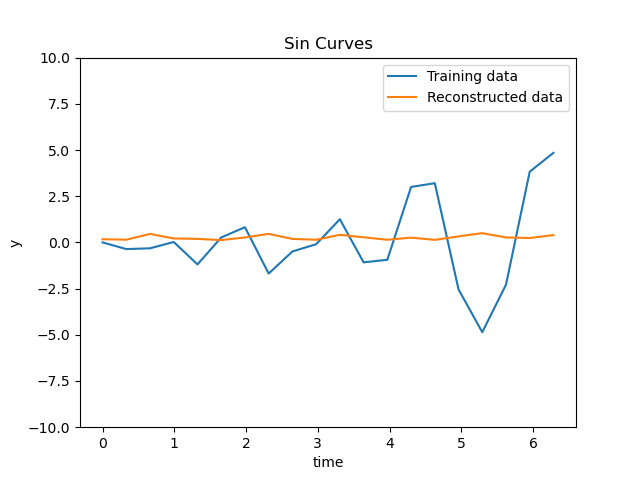 Sin Curves
10.0
7.5
5.0
2.5
0.0
−2.5
−5.0
−7.5
−10.0
y
Training data
Reconstructed data
0 1 2 3 4 5 6
time